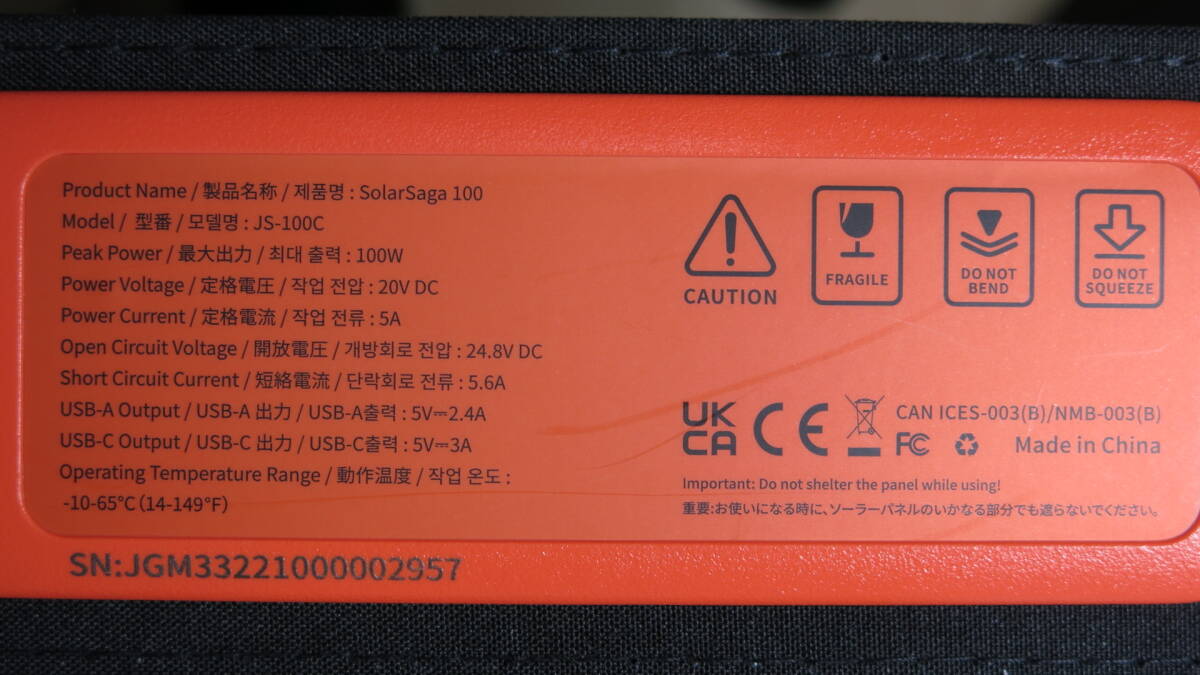 Product Name / 製品名称 / 제품명 : SolarSaga 100
Model / 型番 / 모델명 : JS-100C
Peak Power / 最大出力 / 최대 출력 : 100W
Power Voltage / 定格電圧 / 작업 전압 : 20V DC
Power Current / 定格電流 / 작업 전류 : 5A
Open Circuit Voltage / 開放電圧 / 개방회로 전압 : 24.8V DC
Short Circuit Current / 短絡電流 / 단락회로 전류 : 5.6A
USB-A Output / USB-A 出力 / USB-A출력 : 5V⎓2.4A
USB-C Output / USB-C 出力 / USB-C출력 : 5V⎓3A
Operating Temperature Range / 動作温度 / 작업 온도 :
-10-65℃ (14-149℉)
CAUTION
FRAGILE
DO NOT
BEND
DO NOT
SQUEEZE
UK
CA
CE
CAN ICES-003(B)/NMB-003(B)
FC
Made in China
Important: Do not shelter the panel while using!
重要:お使いになる時に、ソーラーパネルのいかなる部分でも遮らないでください。
SN:JGM33221000002957